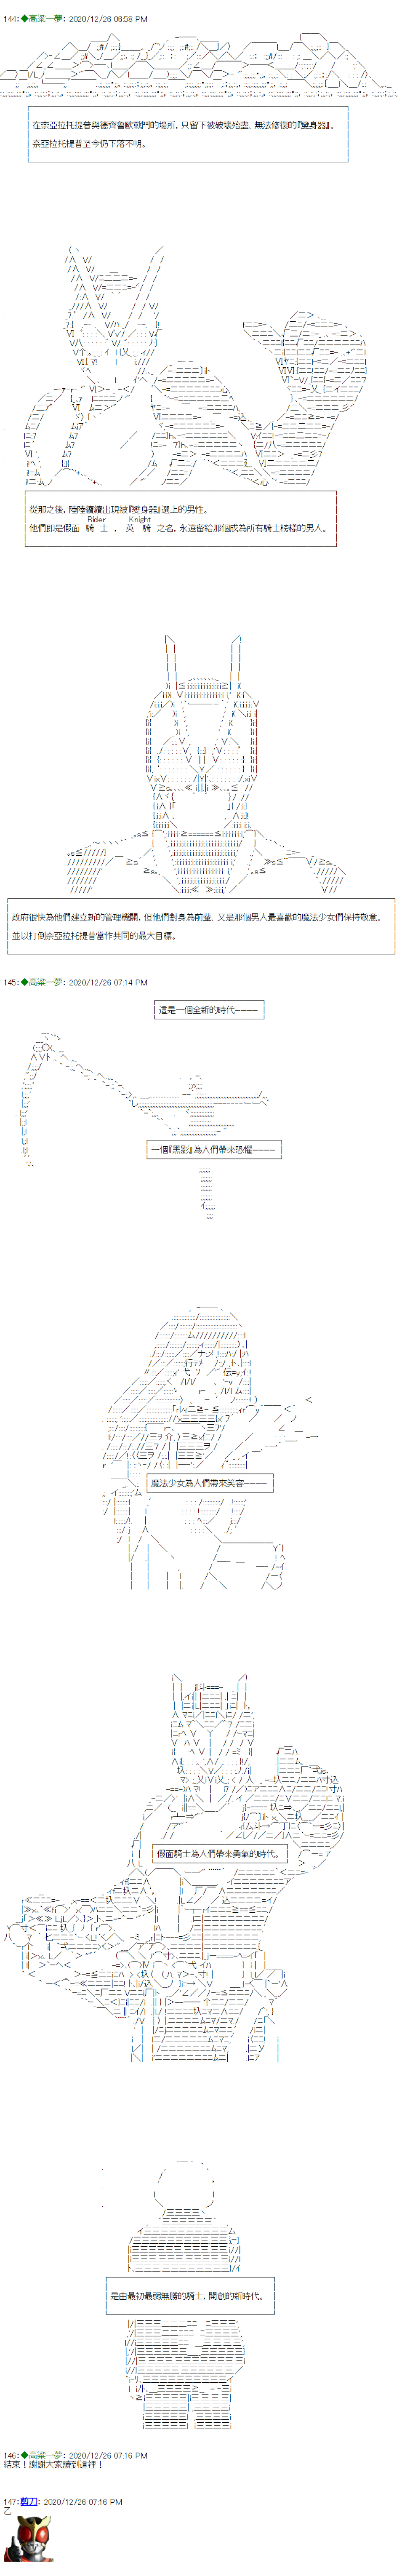 144:◆高粱一夢: 2020/12/26 06:58 PM
在奈亞拉托提普與德齊魯歐戰鬥的場所,只留下被破壞殆盡、無法修復的『變身器』。
奈亞拉托提普至今仍下落不明。
從那之後,陸陸續續出現被『變身器』選上的男性。
Rider Knight
他們即是假面 騎 士 , 英 騎 之名,永遠留給那個成為所有騎士榜樣的男人。
政府很快為他們建立新的管理機關,但他們對身為前輩、又是那個男人最喜歡的魔法少女們保持敬意。
並以打倒奈亞拉托提普當作共同的最大目標。
145:◆高粱一夢: 2020/12/26 07:14 PM
這是一個全新的時代————
一個『黑影』為人們帶來恐懼————
魔法少女為人們帶來笑容————
假面騎士為人們帶來勇氣的時代。
是由最初最弱無勝的騎士,開創的新時代。
146:◆高粱一夢: 2020/12/26 07:16 PM
結束!謝謝大家讀到這裡!
147:剪刀: 2020/12/26 07:16 PM
乙